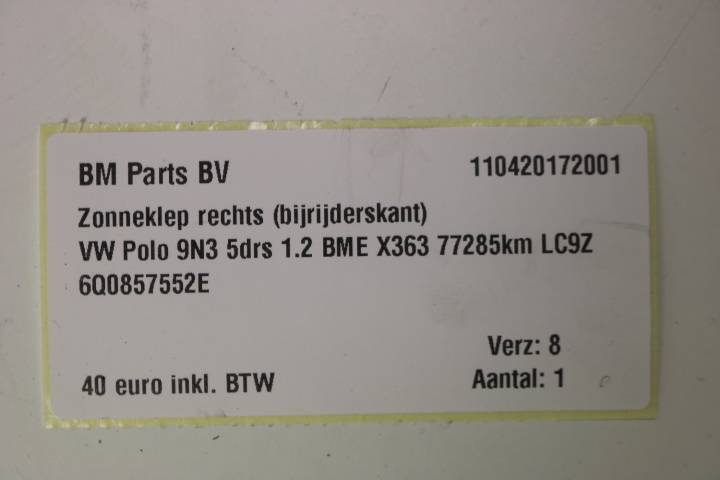 BM Parts BV 110420172001
Zonneklep rechts (bijrijderskant)
VW Polo 9N3 5drs 1.2 BME X363 77285km LC9Z
6Q0857552E
Verz: 8
40 euro inkl. BTW Aantal: 1